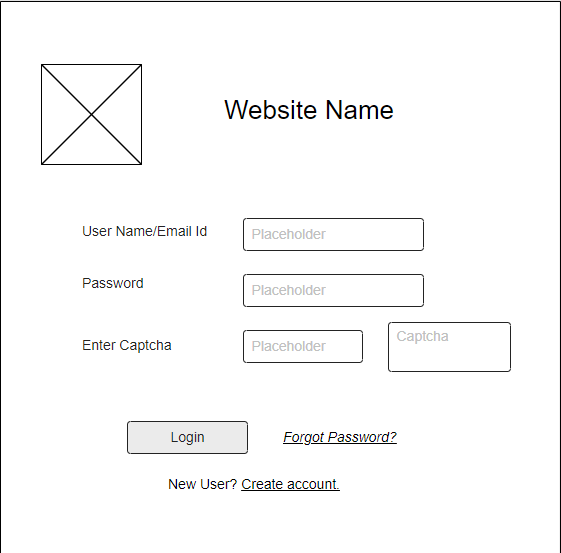 Website Name
User Name/Email Id Placeholder
Password Placeholder
Enter Captcha Placeholder Captcha
Login Forgot Password?
New User? Create account.